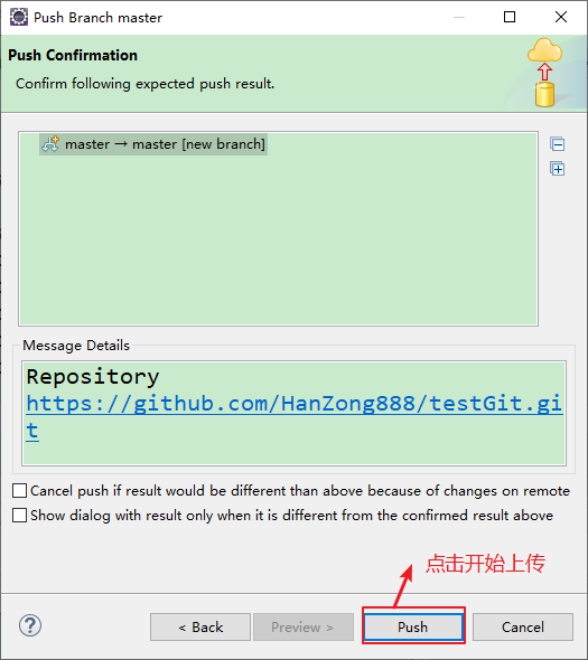 Push Branch master
Push Confirmation
Confirm following expected push result.
master → master [new branch]
Message Details
Repository
https://github.com/HanZong888/testGit.gi
t
Cancel push if result would be different than above because of changes on remote
Show dialog with result only when it is different from the confirmed result above
点击开始上传
< Back
Preview >
Push
Cancel